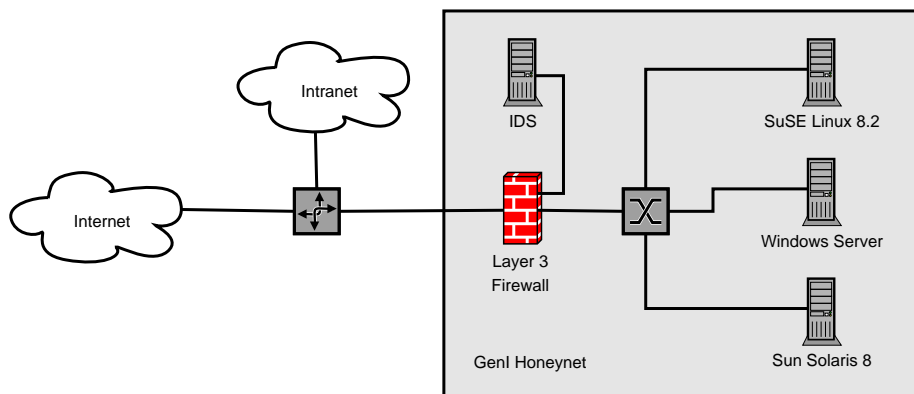 Intranet
Internet
IDS
SuSE Linux 8.2
Layer 3
Firewall
Windows Server
Sun Solaris 8
GenI Honeynet